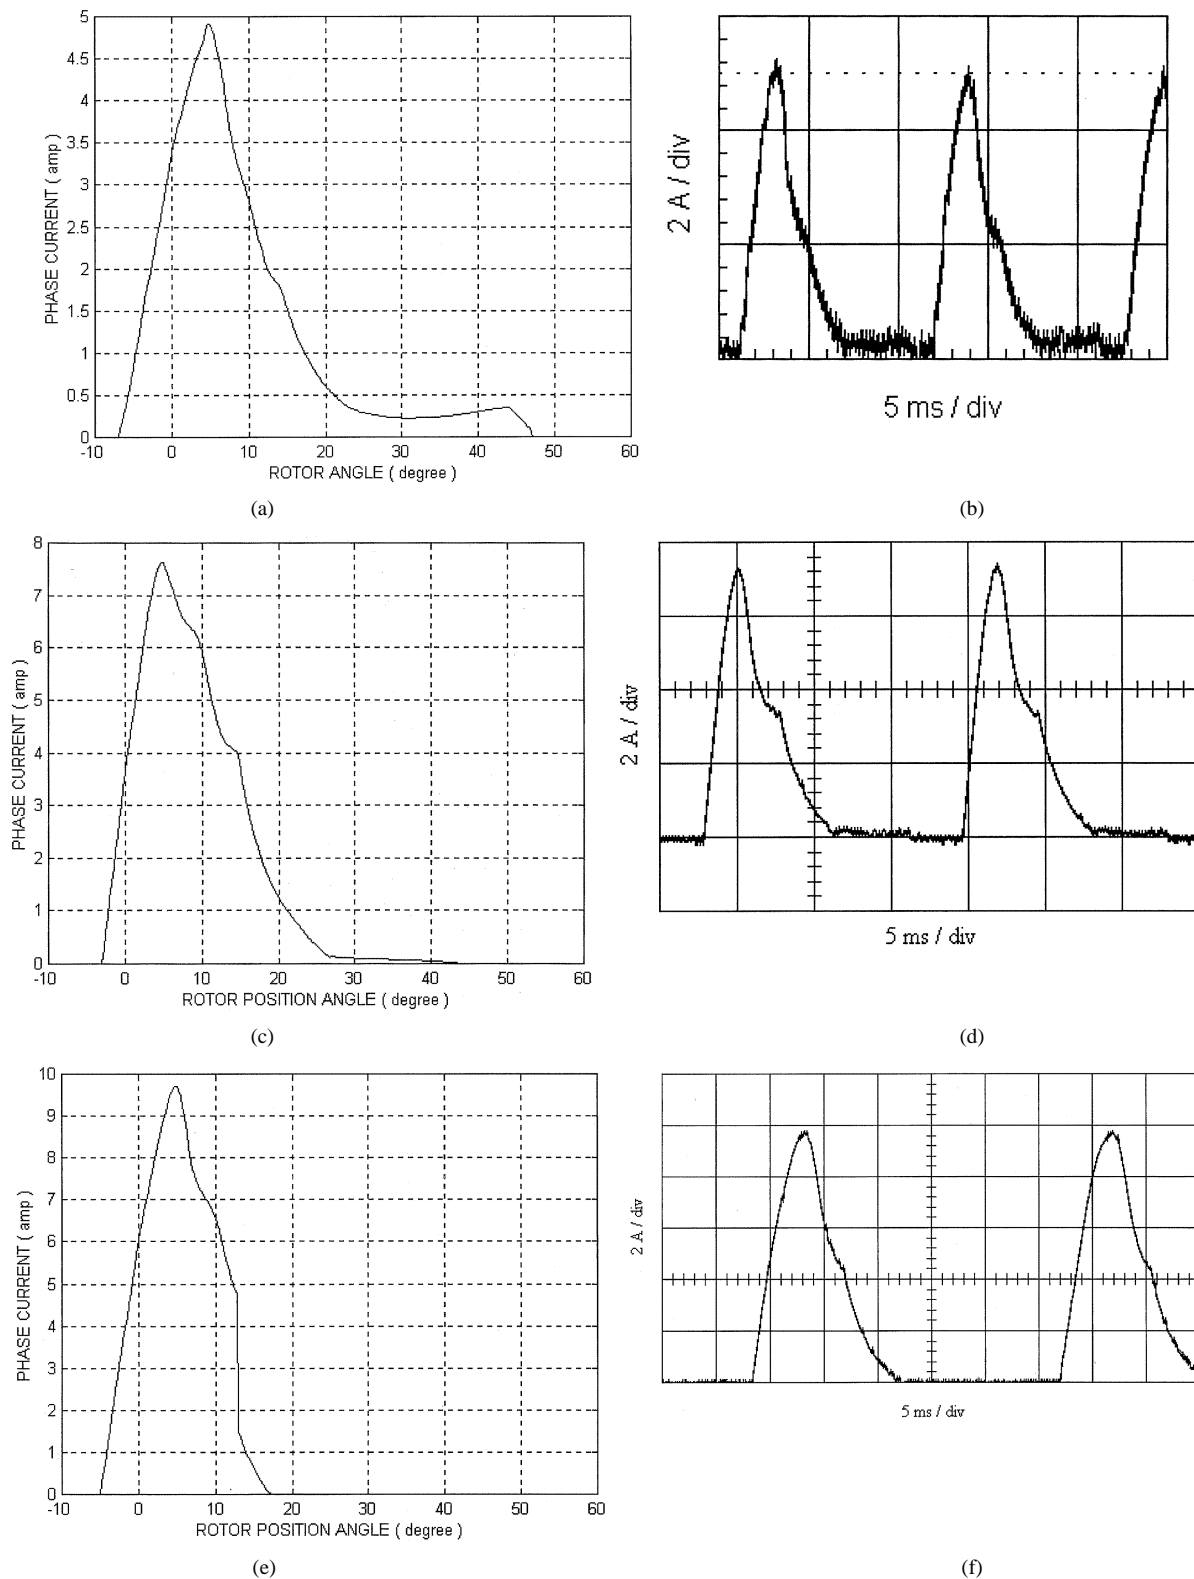 5
4.5
4
3.5
3
2.5
2
1.5
1
0.5
0
-10 0 10 20 30 40 50 60
PHASE CURRENT ( amp )
ROTOR ANGLE ( degree )
(a)
2 A / div
5 ms / div
(b)
8
7
6
5
4
3
2
1
0
-10 0 10 20 30 40 50 60
PHASE CURRENT ( amp )
ROTOR POSITION ANGLE ( degree )
(c)
2 A / div
5 ms / div
(d)
10
9
8
7
6
5
4
3
2
1
0
-10 0 10 20 30 40 50 60
PHASE CURRENT ( amp )
ROTOR POSITION ANGLE ( degree )
(e)
2 A / div
5 ms / div
(f)